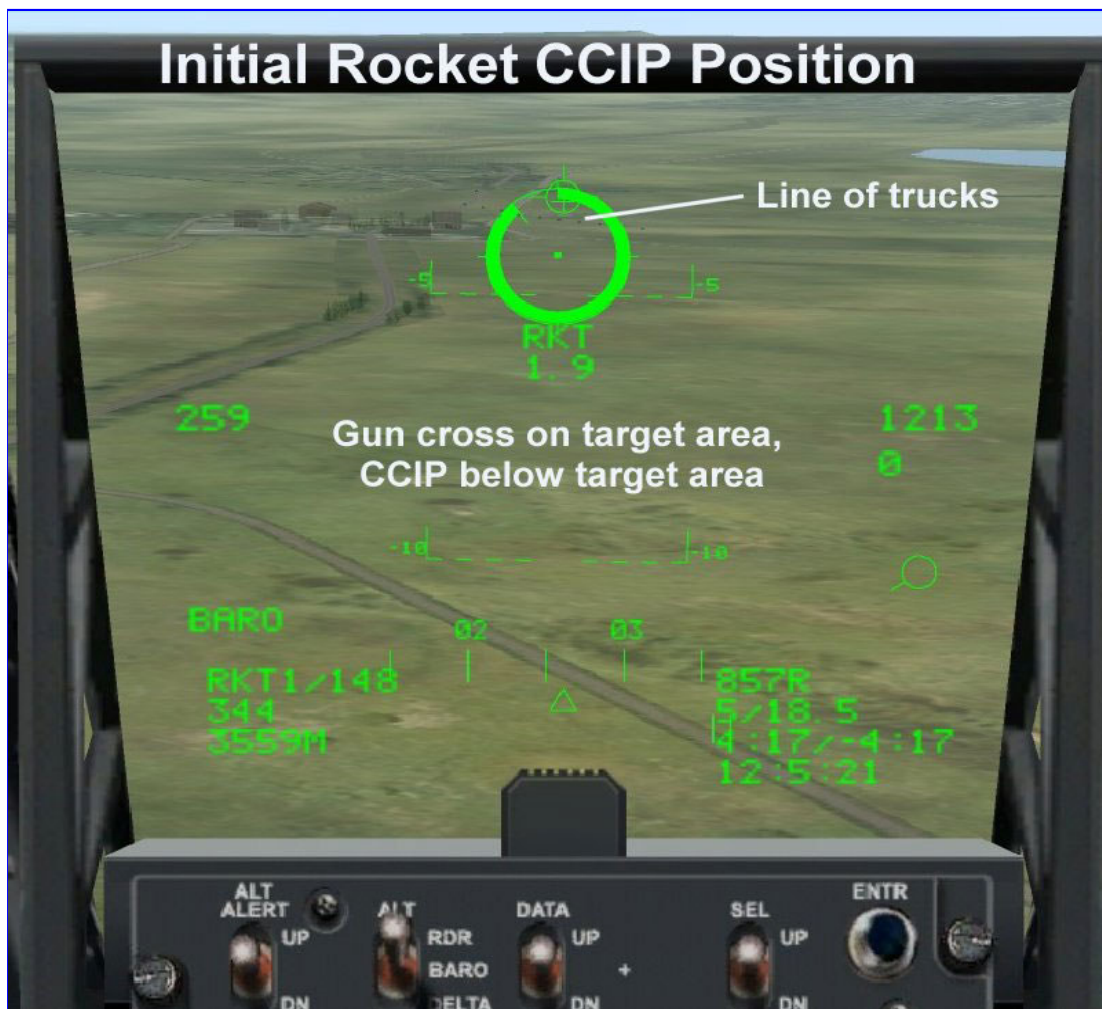 Initial Rocket CCIP Position
Line of trucks
-5 -5
RKT
1.9
259 1213
Gun cross on target area,
CCIP below target area
0
-10 -10
BARO
02 03
RKT1/148 857R
344 5/18.5
3559M 4:17/-4:17
12:5:21
ALT
ALERT
UP
DN
ALT
RDR
BARO
DELTA
DATA
UP
DN
+
SEL
UP
DN
ENTR